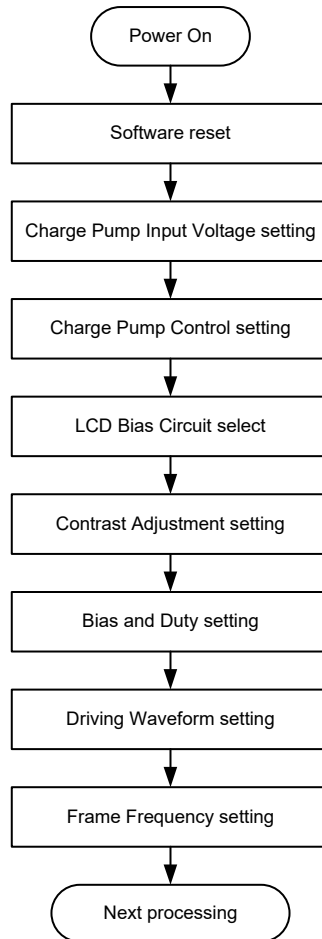 Power On
Software reset
Charge Pump Input Voltage setting
Charge Pump Control setting
LCD Bias Circuit select
Contrast Adjustment setting
Bias and Duty setting
Driving Waveform setting
Frame Frequency setting
Next processing